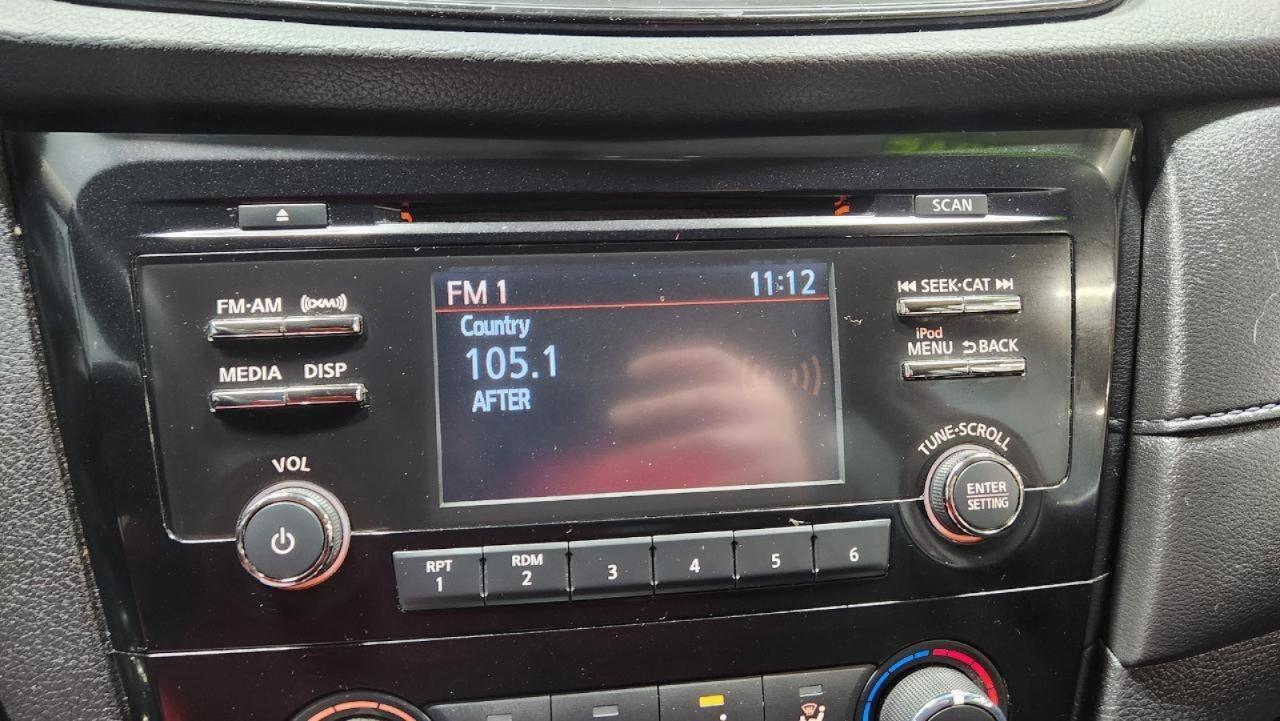 SCAN
FM·AM (((XM)))
MEDIA DISP
VOL
FM 1 11:12
Country
105.1
AFTER
SEEK·CAT
iPod
MENU BACK
TUNE·SCROLL
ENTER
SETTING
RPT
1
RDM
2
3
4
5
6